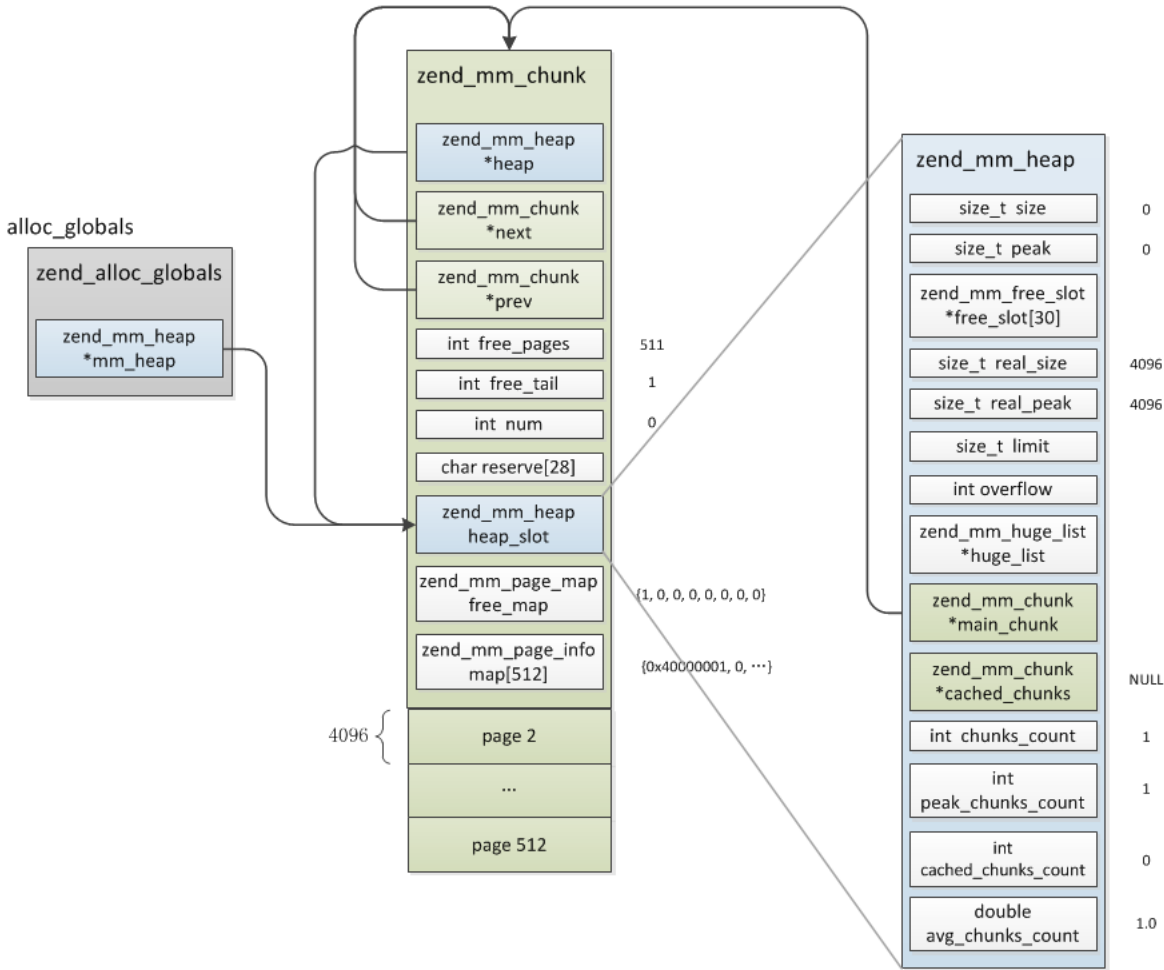 alloc_globals
zend_alloc_globals
zend_mm_heap
*mm_heap
zend_mm_chunk
zend_mm_heap
*heap
zend_mm_chunk
*next
zend_mm_chunk
*prev
int free_pages
511
int free_tail
1
int num
0
char reserve[28]
zend_mm_heap
heap_slot
zend_mm_page_map
free_map
{1, 0, 0, 0, 0, 0, 0, 0}
zend_mm_page_info
map[512]
{0x40000001, 0, ⋯}
4096
page 2
...
page 512
zend_mm_heap
size_t size
0
size_t peak
0
zend_mm_free_slot
*free_slot[30]
size_t real_size
4096
size_t real_peak
4096
size_t limit
int overflow
zend_mm_huge_list
*huge_list
zend_mm_chunk
*main_chunk
zend_mm_chunk
*cached_chunks
NULL
int chunks_count
1
int
peak_chunks_count
1
int
cached_chunks_count
0
double
avg_chunks_count
1.0